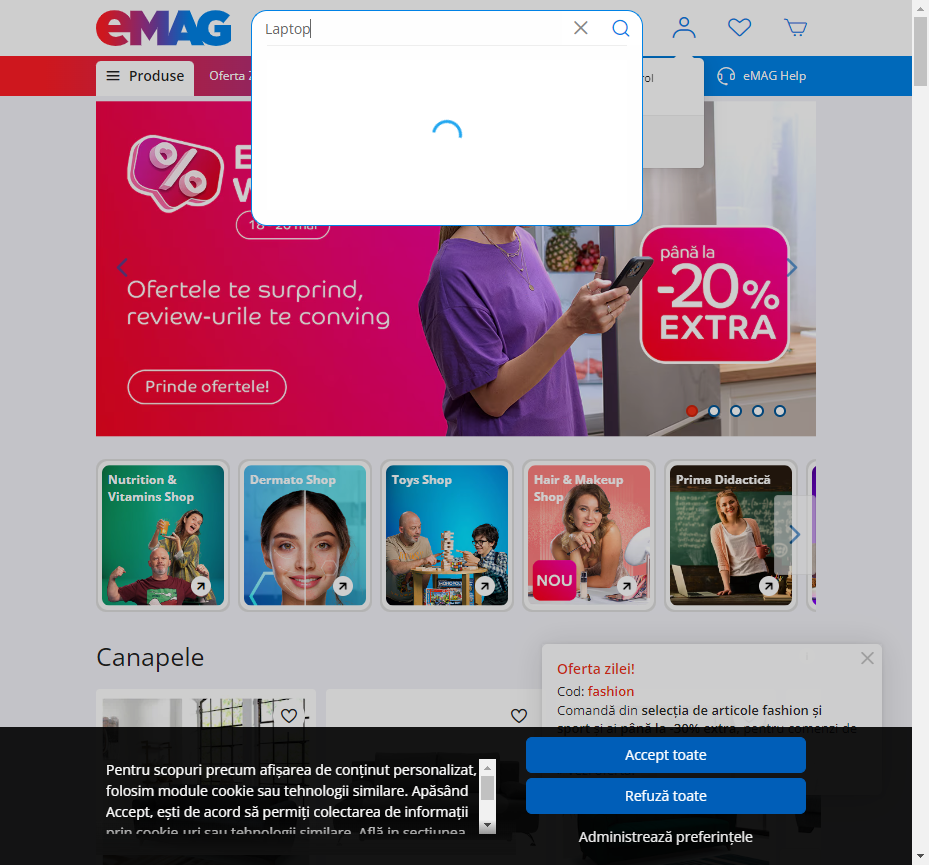 eMAG
Laptop
Produse
Oferta
rol
eMAG Help
18 - 20 mai
Ofertele te surprind,
review-urile te conving
Prinde ofertele!
până la
-20%
EXTRA
Nutrition &
Vitamins Shop
Dermato Shop
Toys Shop
MONOPOLY
Hair & Makeup
Shop
NOU
Prima Didactică
Canapele
Oferta zilei!
Cod: fashion
Comandă din selecția de articole fashion și
sport și ai până la -30% extra, pentru comenzi de
Pentru scopuri precum afișarea de conținut personalizat,
folosim module cookie sau tehnologii similare. Apăsând
Accept, ești de acord să permiți colectarea de informații
prin cookie-uri sau tehnologii similare. Află in sectiunea
Accept toate
Refuză toate
Administrează preferințele